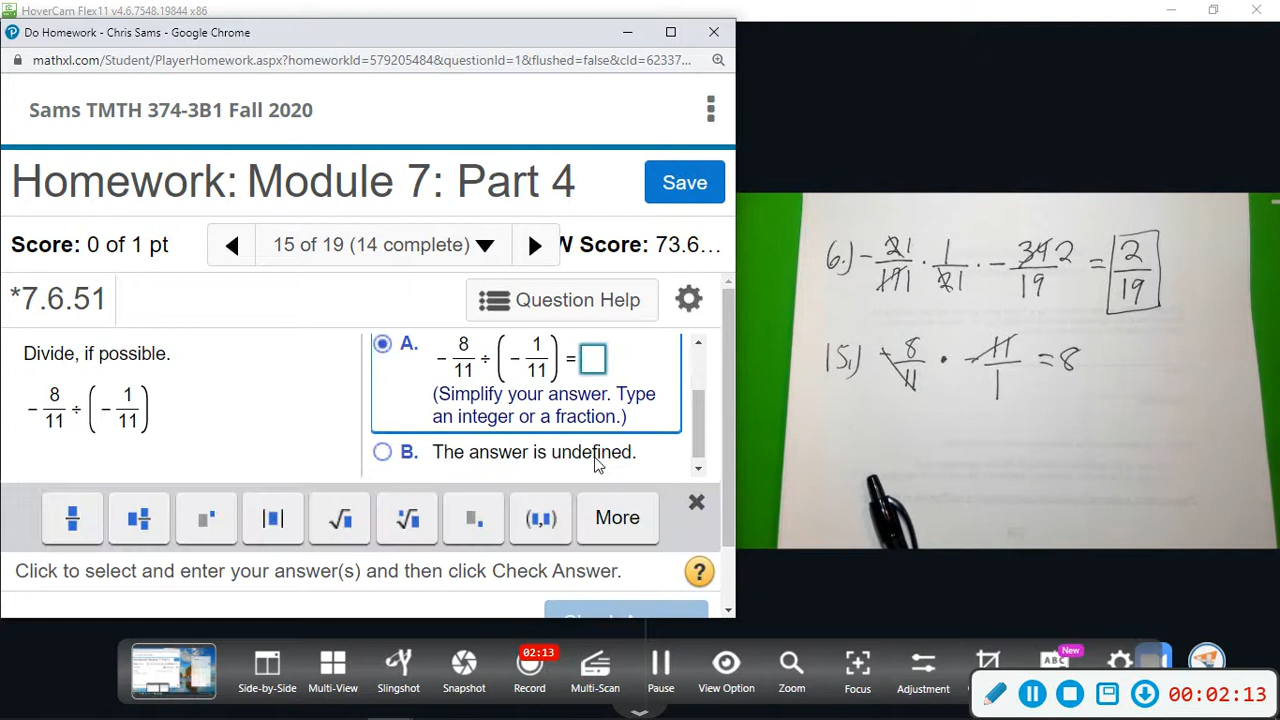 HoverCam Flex11 v4.6.7548.19844 x86
Do Homework - Chris Sams - Google Chrome
mathxl.com/Student/PlayerHomework.aspx?homeworkId=579205484&questionId=1&flushed=false&cId=62337...
Sams TMTH 374-3B1 Fall 2020
Homework: Module 7: Part 4
Save
Score: 0 of 1 pt
15 of 19 (14 complete)
W Score: 73.6...
*7.6.51
Question Help
Divide, if possible.
-8/11 ÷ (-1/11)
A. -8/11 ÷ (-1/11) =
(Simplify your answer. Type
an integer or a fraction.)
B. The answer is undefined.
More
Click to select and enter your answer(s) and then click Check Answer.
?
6.) -21/191 · 1/21 · -342/19 = 2/19
15.) -8/11 · -11/1 = 8
Side-by-Side
Multi-View
Slingshot
Snapshot
02:13
Record
Multi-Scan
Pause
View Option
Zoom
Focus
Adjustment
New
ABC
00:02:13